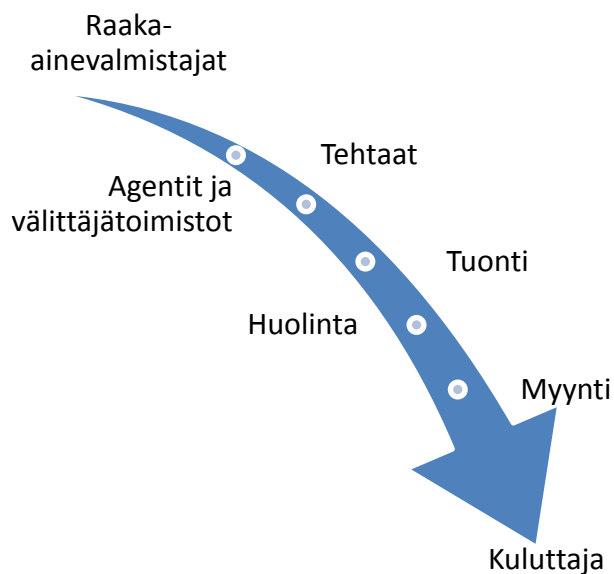 Raaka-
ainevalmistajat
Tehtaat
Agentit ja
välittäjätoimistot
Tuonti
Huolinta
Myynti
Kuluttaja